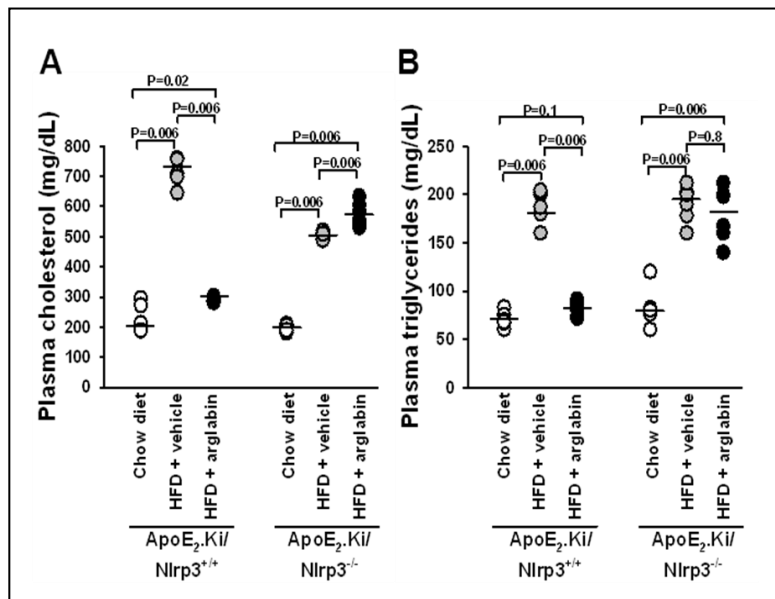 A
P=0.02
P=0.006
P=0.006
P=0.006
P=0.006
P=0.006
Plasma cholesterol (mg/dL)
800
700
600
500
400
300
200
100
0
Chow diet
HFD + vehicle
HFD + arglabin
Chow diet
HFD + vehicle
HFD + arglabin
ApoE₂.Ki/
Nlrp3⁺/⁺
ApoE₂.Ki/
Nlrp3⁻/⁻
B
P=0.1
P=0.006
P=0.006
P=0.006
P=0.8
P=0.006
Plasma triglycerides (mg/dL)
250
200
150
100
50
0
Chow diet
HFD + vehicle
HFD + arglabin
Chow diet
HFD + vehicle
HFD + arglabin
ApoE₂.Ki/
Nlrp3⁺/⁺
ApoE₂.Ki/
Nlrp3⁻/⁻